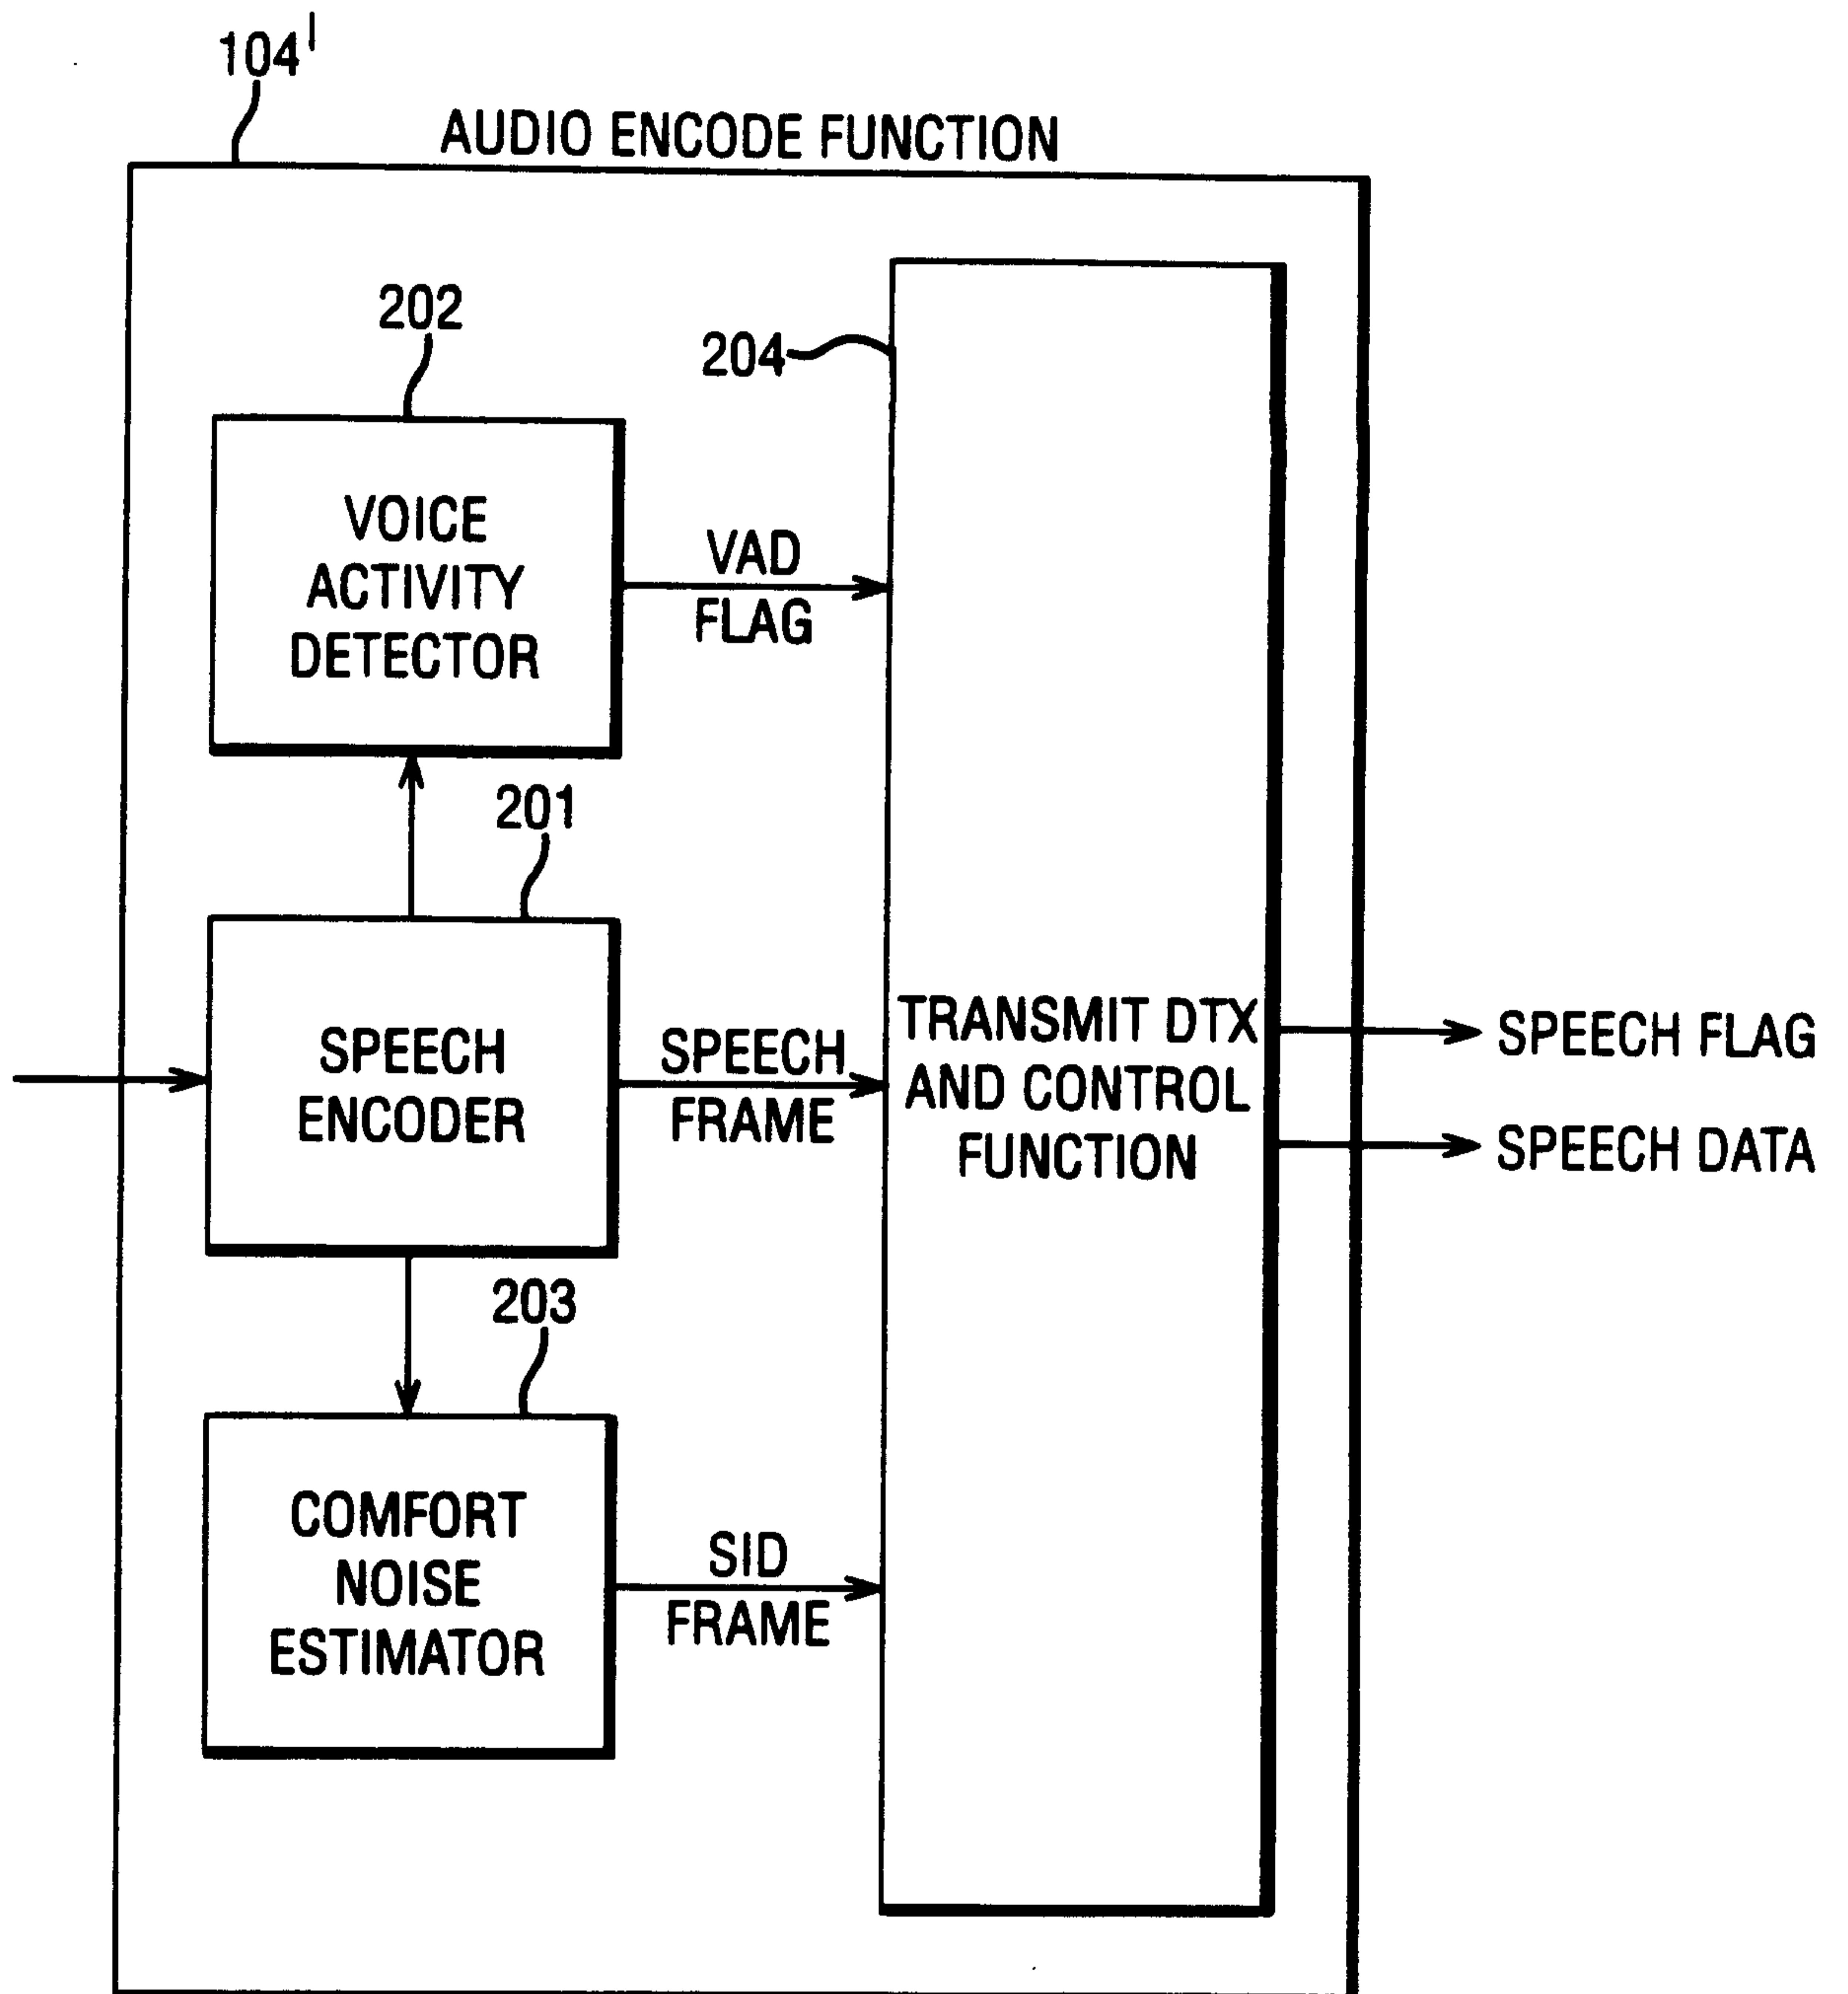 104'
AUDIO ENCODE FUNCTION
202
204
VOICE
ACTIVITY
DETECTOR
VAD
FLAG
201
SPEECH
ENCODER
SPEECH
FRAME
TRANSMIT DTX
AND CONTROL
FUNCTION
SPEECH FLAG
SPEECH DATA
203
COMFORT
NOISE
ESTIMATOR
SID
FRAME